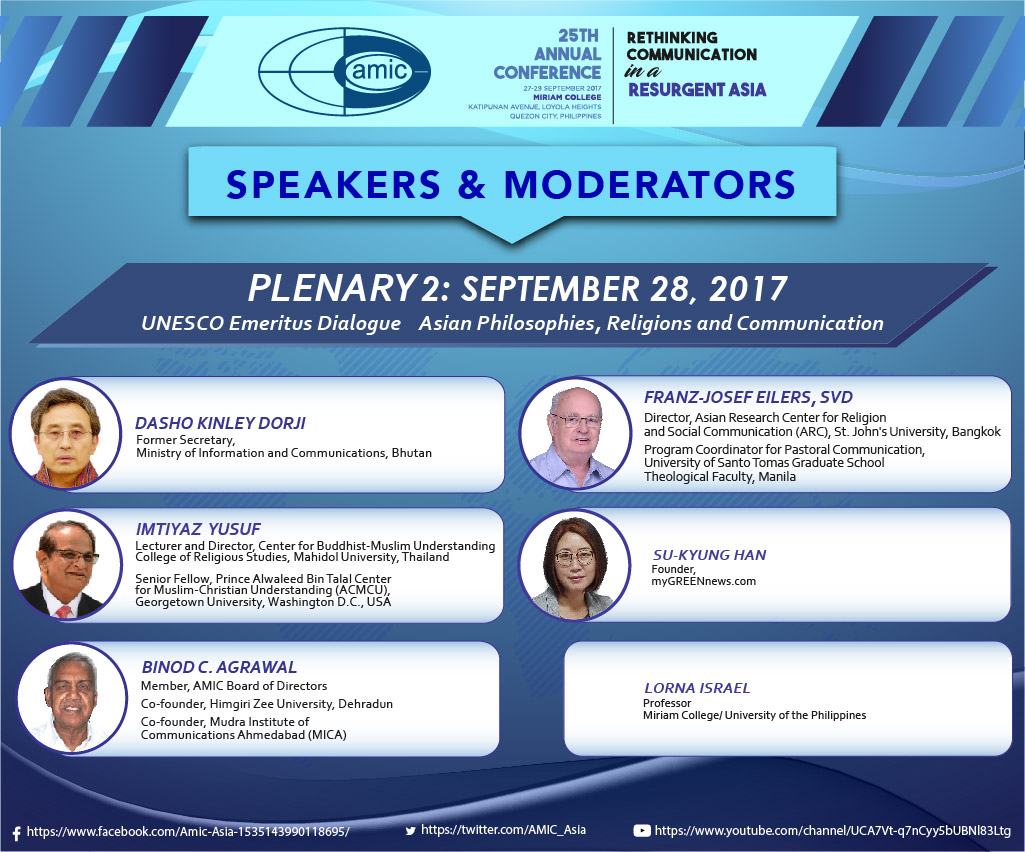 amic
25TH
ANNUAL
CONFERENCE
27-29 SEPTEMBER 2017
MIRIAM COLLEGE
KATIPUNAN AVENUE, LOYOLA HEIGHTS
QUEZON CITY, PHILIPPINES
RETHINKING
COMMUNICATION
in a
RESURGENT ASIA
SPEAKERS & MODERATORS
PLENARY 2: SEPTEMBER 28, 2017
UNESCO Emeritus Dialogue Asian Philosophies, Religions and Communication
DASHO KINLEY DORJI
Former Secretary,
Ministry of Information and Communications, Bhutan
FRANZ-JOSEF EILERS, SVD
Director, Asian Research Center for Religion
and Social Communication (ARC), St. John's University, Bangkok
Program Coordinator for Pastoral Communication,
University of Santo Tomas Graduate School
Theological Faculty, Manila
IMTIYAZ YUSUF
Lecturer and Director, Center for Buddhist-Muslim Understanding
College of Religious Studies, Mahidol University, Thailand
Senior Fellow, Prince Alwaleed Bin Talal Center
for Muslim-Christian Understanding (ACMCU),
Georgetown University, Washington D.C., USA
SU-KYUNG HAN
Founder,
myGREENnews.com
BINOD C. AGRAWAL
Member, AMIC Board of Directors
Co-founder, Himgiri Zee University, Dehradun
Co-founder, Mudra Institute of
Communications Ahmedabad (MICA)
LORNA ISRAEL
Professor
Miriam College/ University of the Philippines
https://www.facebook.com/Amic-Asia-1535143990118695/
https://twitter.com/AMIC_Asia
https://www.youtube.com/channel/UCA7Vt-q7nCyy5bUBNl83Ltg